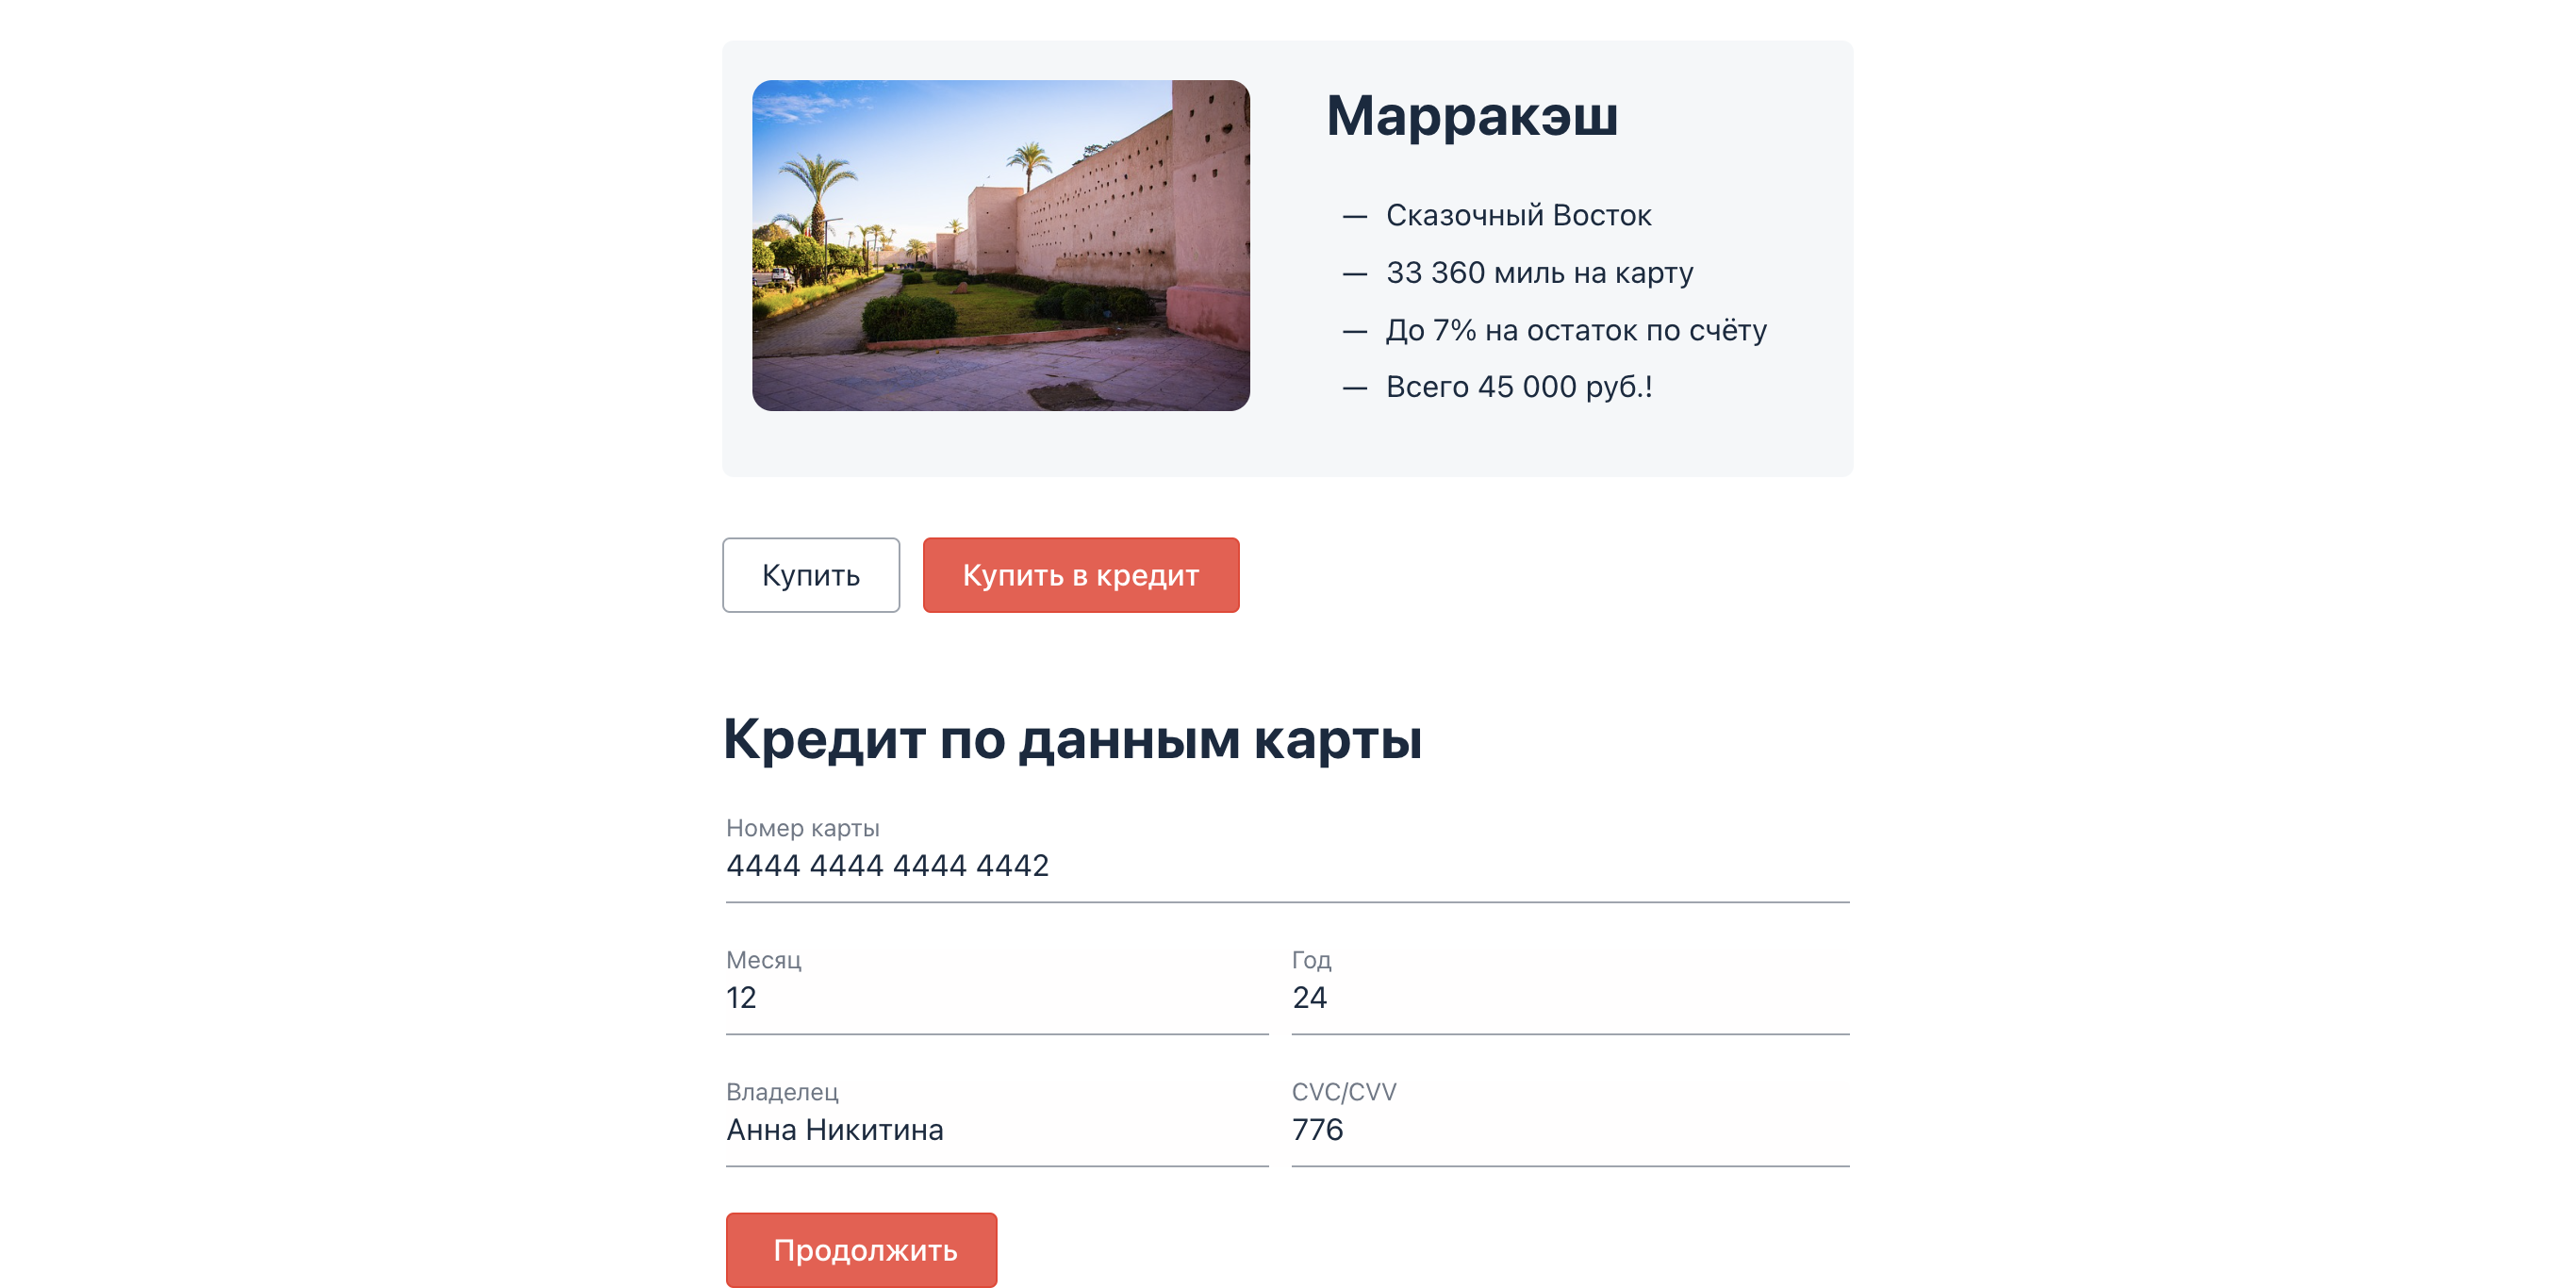 Марракэш
— Сказочный Восток
— 33 360 миль на карту
— До 7% на остаток по счёту
— Всего 45 000 руб.!
Купить Купить в кредит
Кредит по данным карты
Номер карты
4444 4444 4444 4442
Месяц Год
12 24
Владелец CVC/CVV
Анна Никитина 776
Продолжить